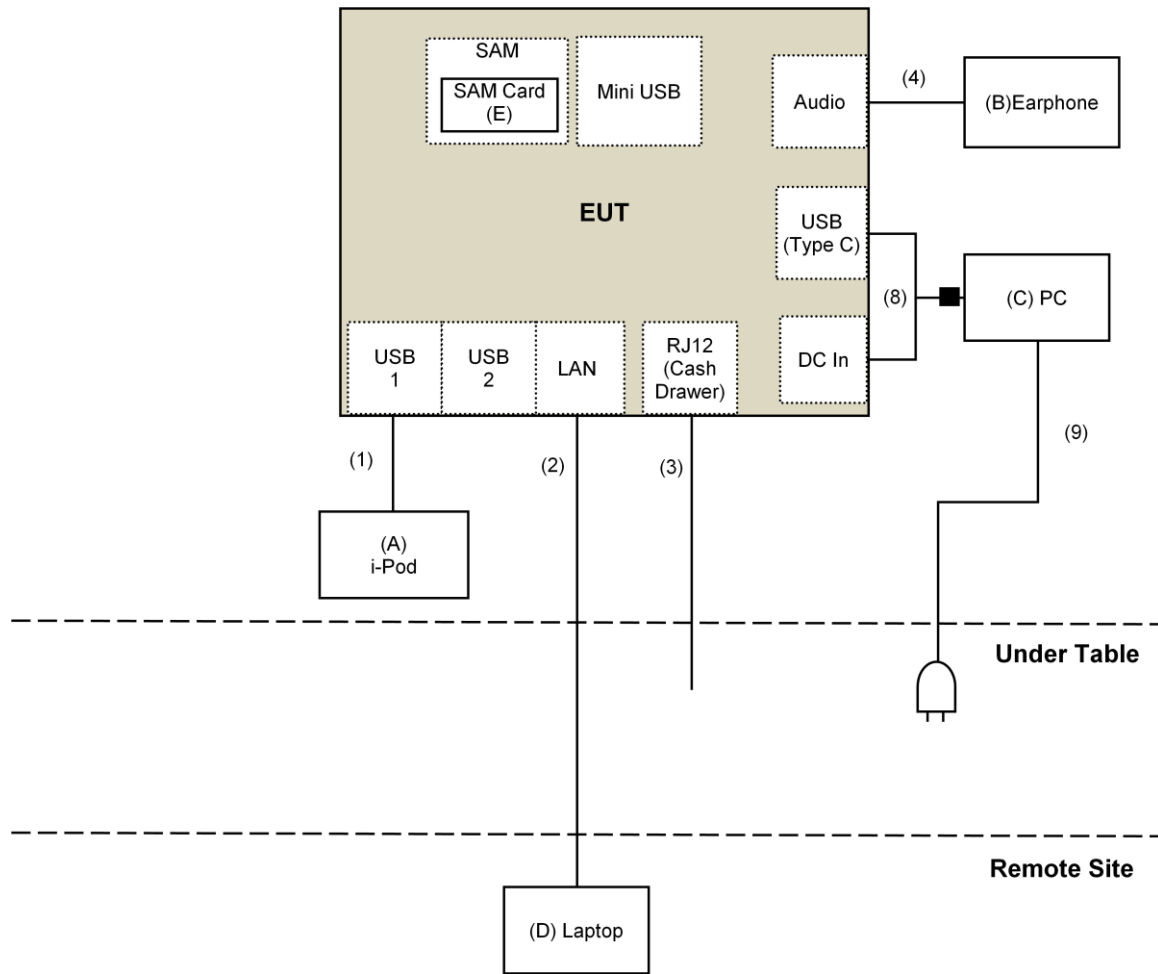 SAM
SAM Card
(E)
Mini USB
Audio
(4)
(B)Earphone
EUT
USB
(Type C)
(8)
(C) PC
USB
1
USB
2
LAN
RJ12
(Cash
Drawer)
DC In
(1)
(2)
(3)
(9)
(A)
i-Pod
Under Table
Remote Site
(D) Laptop